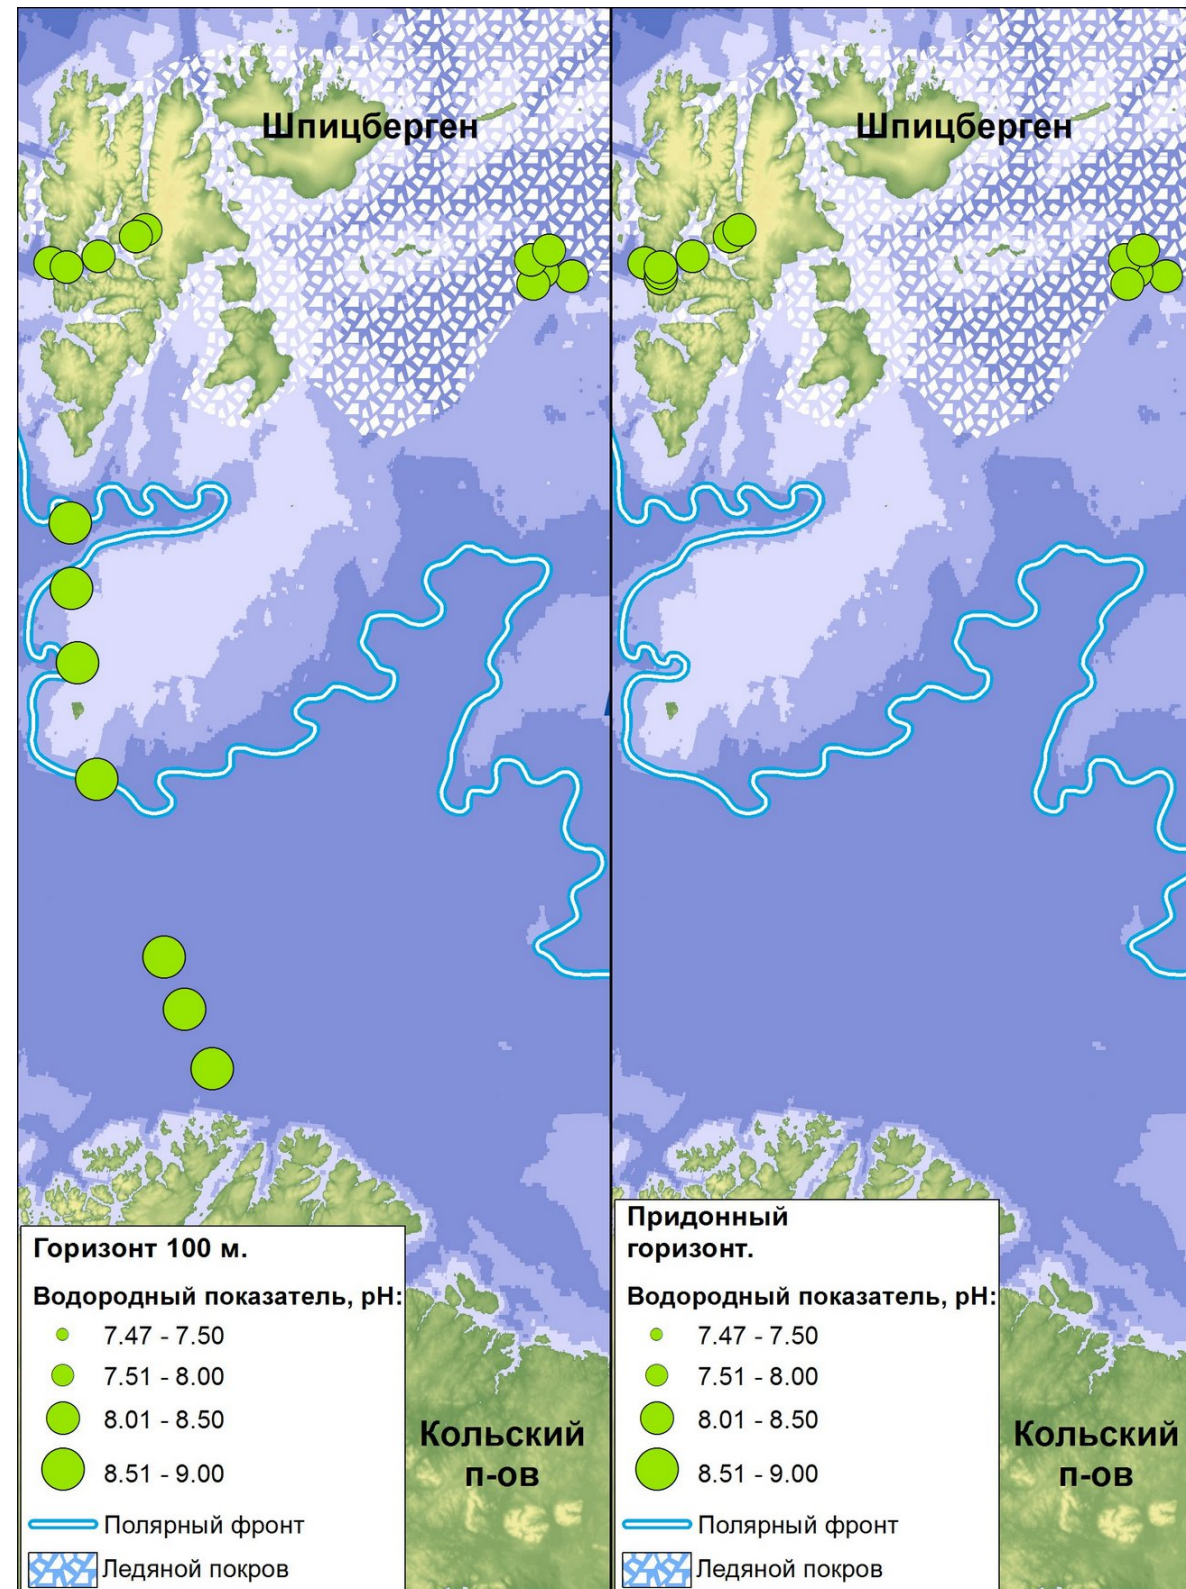 Шпицберген
Шпицберген
Горизонт 100 м.
Водородный показатель, pH:
7.47 - 7.50
7.51 - 8.00
8.01 - 8.50
8.51 - 9.00
Полярный фронт
Ледяной покров
Кольский
п-ов
Придонный
горизонт.
Водородный показатель, pH:
7.47 - 7.50
7.51 - 8.00
8.01 - 8.50
8.51 - 9.00
Полярный фронт
Ледяной покров
Кольский
п-ов